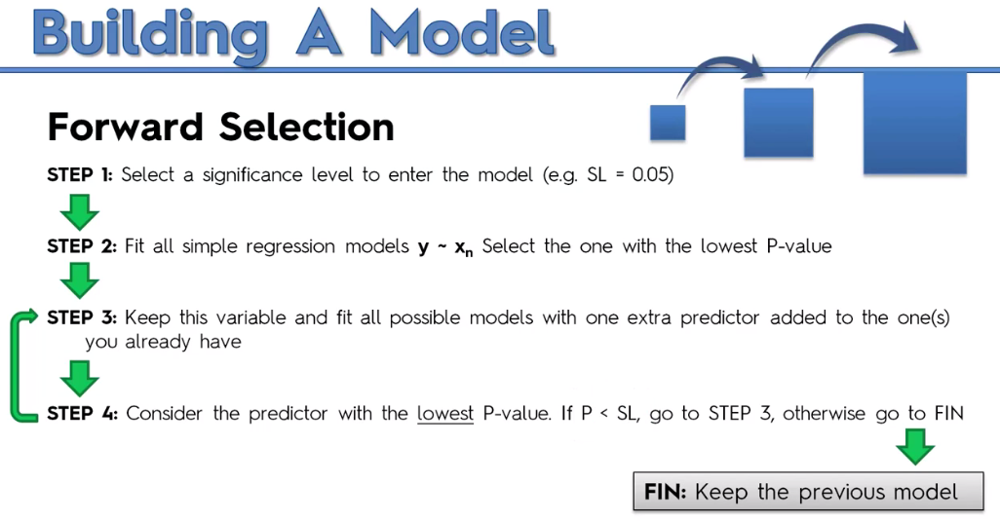 Building A Model
Forward Selection
STEP 1: Select a significance level to enter the model (e.g. SL = 0.05)
STEP 2: Fit all simple regression models y ~ xn Select the one with the lowest P-value
STEP 3: Keep this variable and fit all possible models with one extra predictor added to the one(s)
you already have
STEP 4: Consider the predictor with the lowest P-value. If P < SL, go to STEP 3, otherwise go to FIN
FIN: Keep the previous model